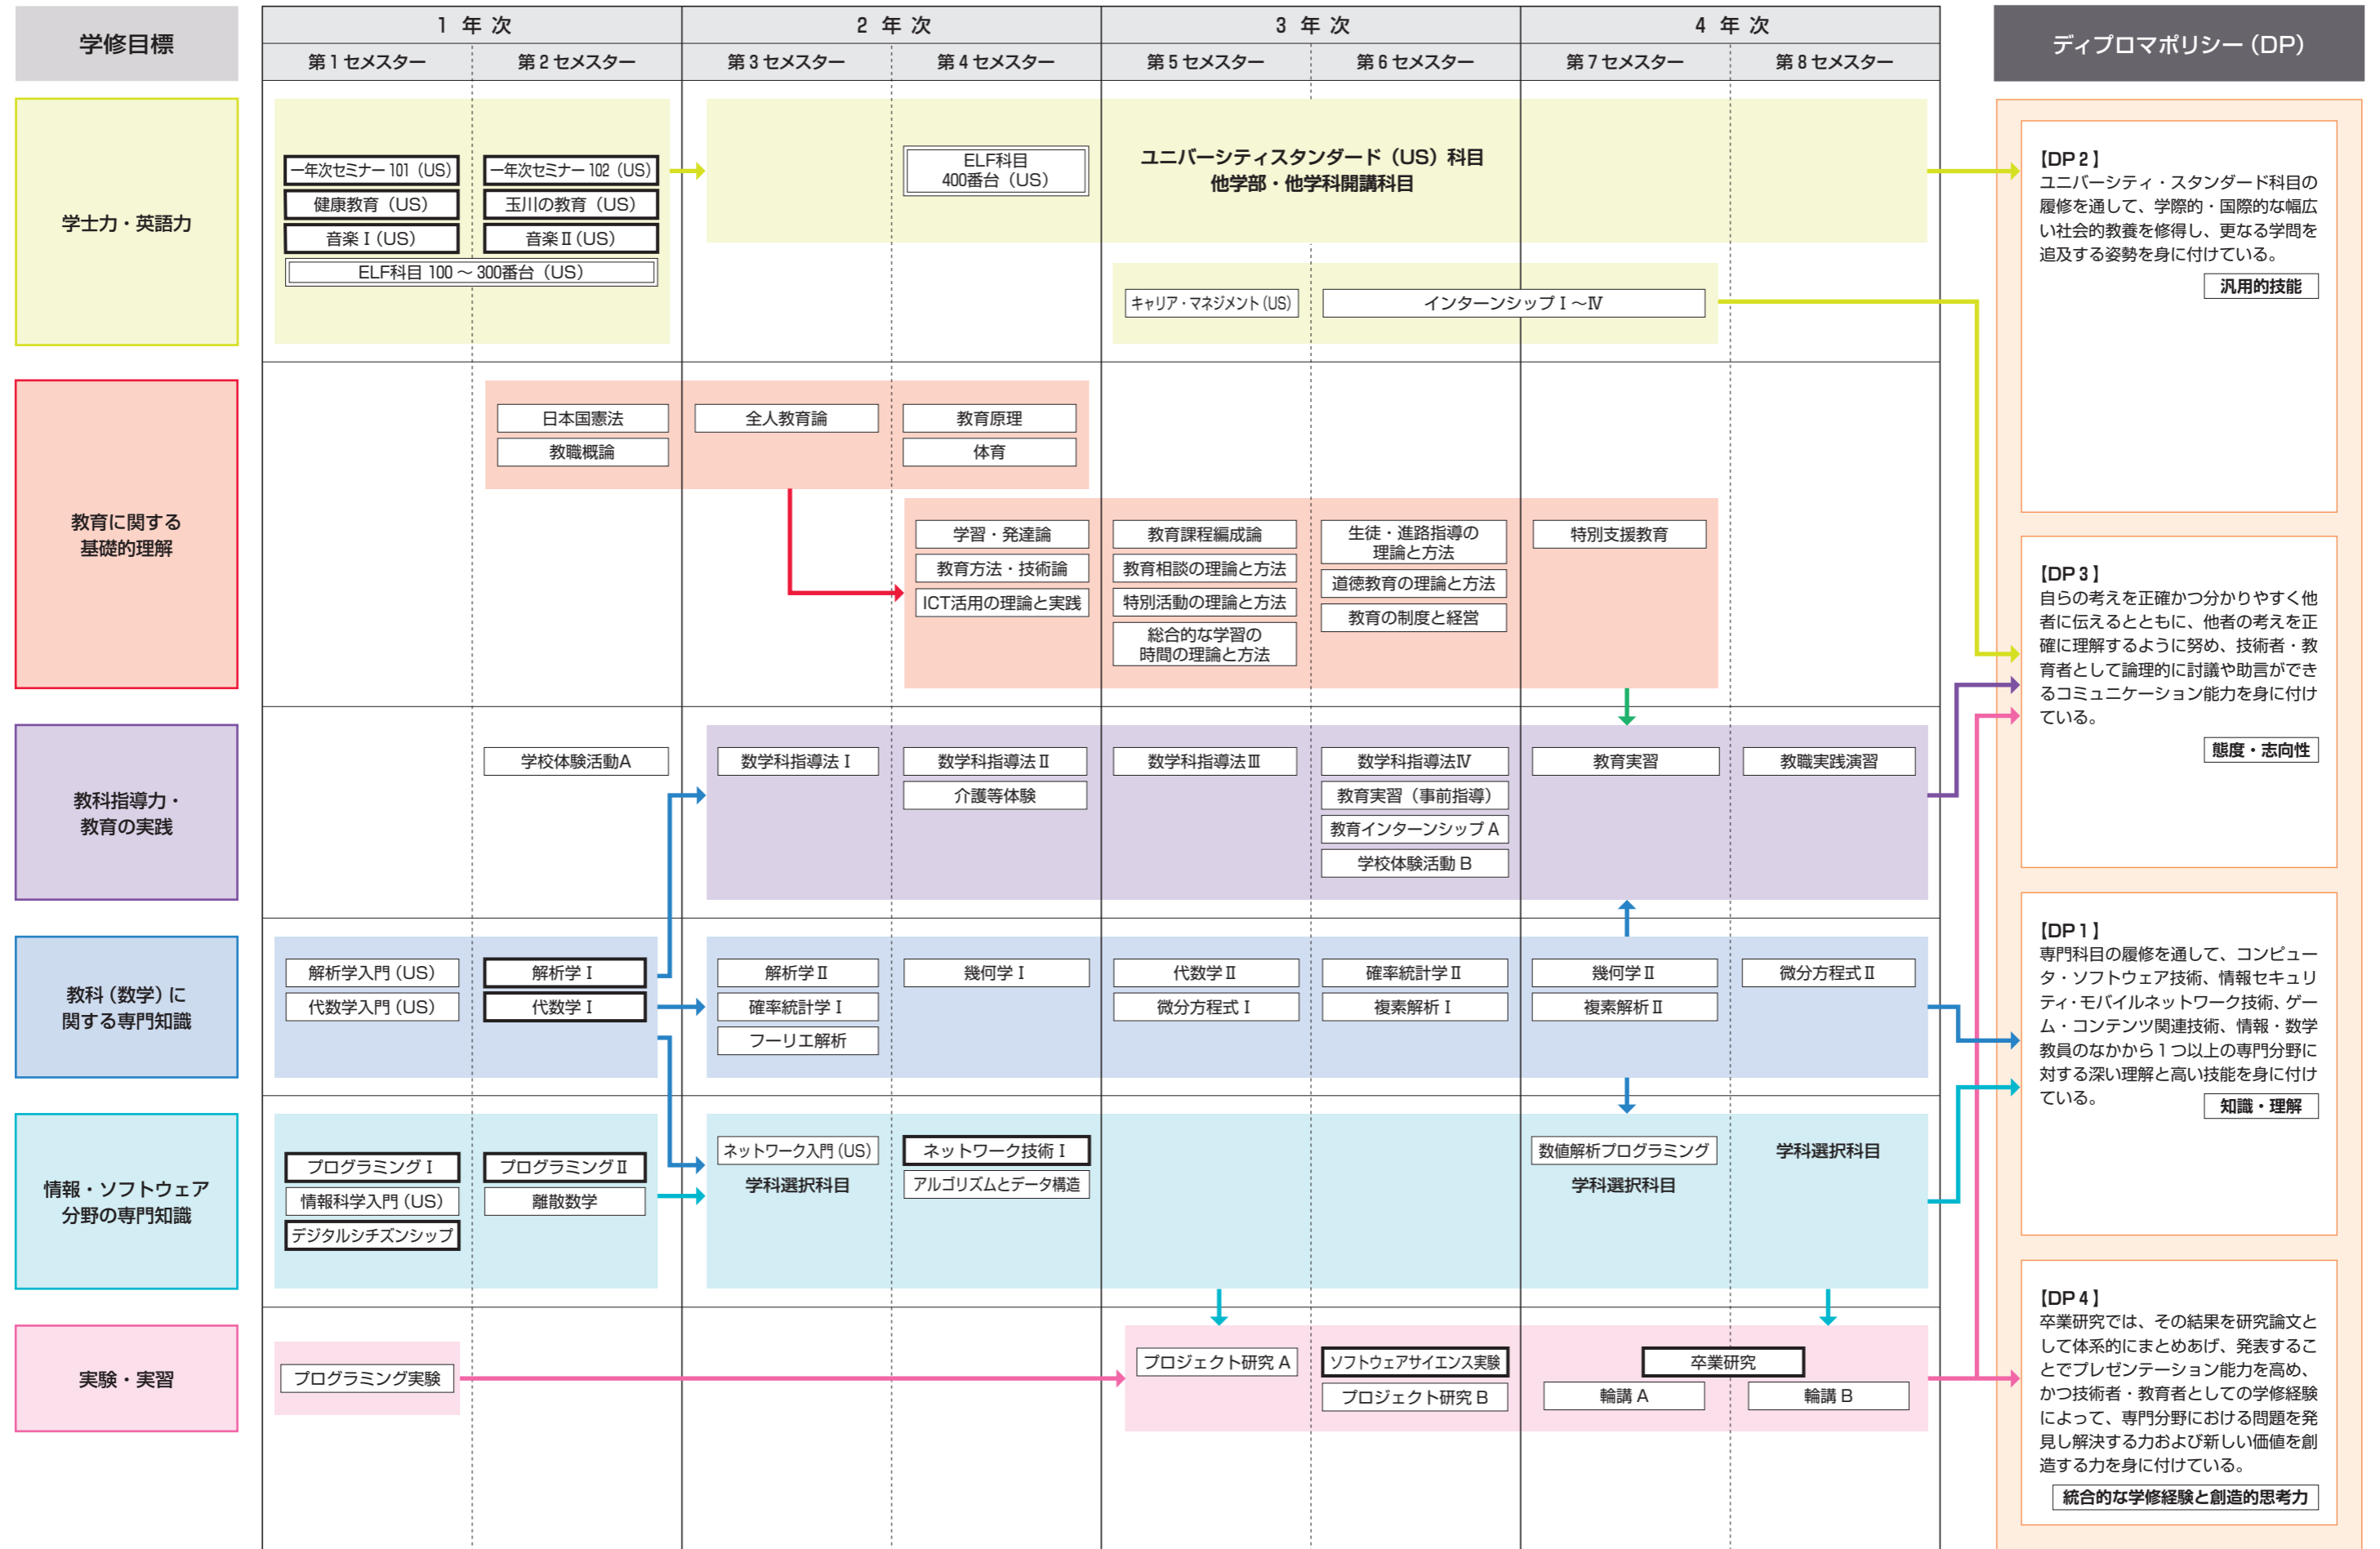 学修目標
1 年 次
2 年 次
3 年 次
4 年 次
ディプロマポリシー（DP）
第1セメスター
第2セメスター
第3セメスター
第4セメスター
第5セメスター
第6セメスター
第7セメスター
第8セメスター
学士力・英語力
一年次セミナー 101（US）
一年次セミナー 102（US）
健康教育（US）
玉川の教育（US）
音楽Ⅰ（US）
音楽Ⅱ（US）
ELF科目 100 ～ 300番台（US）
ELF科目
400番台（US）
ユニバーシティスタンダード（US）科目
他学部・他学科開講科目
キャリア・マネジメント（US）
インターンシップⅠ～Ⅳ
教育に関する
基礎的理解
日本国憲法
全人教育論
教育原理
教職概論
体育
学習・発達論
教育課程編成論
生徒・進路指導の
理論と方法
特別支援教育
教育方法・技術論
教育相談の理論と方法
道徳教育の理論と方法
ICT活用の理論と実践
特別活動の理論と方法
教育の制度と経営
総合的な学習の
時間の理論と方法
教科指導力・
教育の実践
学校体験活動A
数学科指導法Ⅰ
数学科指導法Ⅱ
数学科指導法Ⅲ
数学科指導法Ⅳ
教育実習
教職実践演習
介護等体験
教育実習（事前指導）
教育インターンシップ A
学校体験活動 B
教科（数学）に
関する専門知識
解析学入門（US）
解析学Ⅰ
解析学Ⅱ
幾何学Ⅰ
代数学Ⅱ
確率統計学Ⅱ
幾何学Ⅱ
微分方程式Ⅱ
代数学入門（US）
代数学Ⅰ
確率統計学Ⅰ
微分方程式Ⅰ
複素解析Ⅰ
複素解析Ⅱ
フーリエ解析
情報・ソフトウェア
分野の専門知識
プログラミングⅠ
プログラミングⅡ
ネットワーク入門（US）
ネットワーク技術Ⅰ
数値解析プログラミング
学科選択科目
情報科学入門（US）
離散数学
学科選択科目
アルゴリズムとデータ構造
学科選択科目
デジタルシチズンシップ
実験・実習
プログラミング実験
プロジェクト研究 A
ソフトウェアサイエンス実験
卒業研究
プロジェクト研究 B
輪講 A
輪講 B
【DP 2】
ユニバーシティ・スタンダード科目の
履修を通して、学際的・国際的な幅広
い社会的教養を修得し、更なる学問を
追及する姿勢を身に付けている。
汎用的技能
【DP 3】
自らの考えを正確かつ分かりやすく他
者に伝えるとともに、他者の考えを正
確に理解するように努め、技術者・教
育者として論理的に討議や助言ができ
るコミュニケーション能力を身に付け
ている。
態度・志向性
【DP 1】
専門科目の履修を通して、コンピュー
タ・ソフトウェア技術、情報セキュリ
ティ・モバイルネットワーク技術、ゲー
ム・コンテンツ関連技術、情報・数学
教員のなかから1つ以上の専門分野に
対する深い理解と高い技能を身に付け
ている。
知識・理解
【DP 4】
卒業研究では、その結果を研究論文と
して体系的にまとめあげ、発表するこ
とでプレゼンテーション能力を高め、
かつ技術者・教育者としての学修経験
によって、専門分野における問題を発
見し解決する力および新しい価値を創
造する力を身に付けている。
統合的な学修経験と創造的思考力